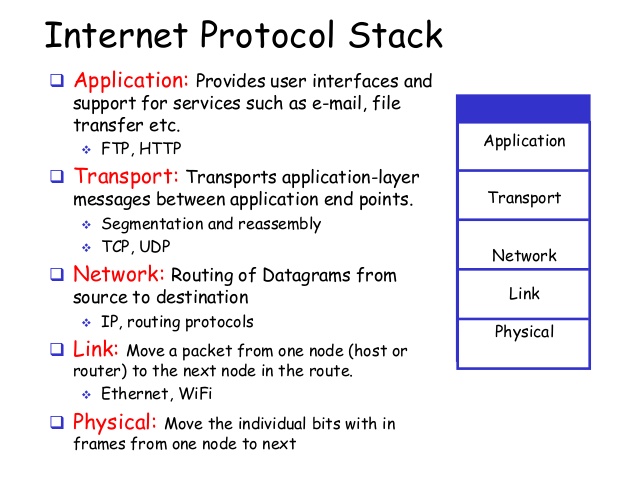 Internet Protocol Stack
Application: Provides user interfaces and
support for services such as e-mail, file
transfer etc.
FTP, HTTP
Transport: Transports application-layer
messages between application end points.
Segmentation and reassembly
TCP, UDP
Network: Routing of Datagrams from
source to destination
IP, routing protocols
Link: Move a packet from one node (host or
router) to the next node in the route.
Ethernet, WiFi
Physical: Move the individual bits with in
frames from one node to next
Application
Transport
Network
Link
Physical